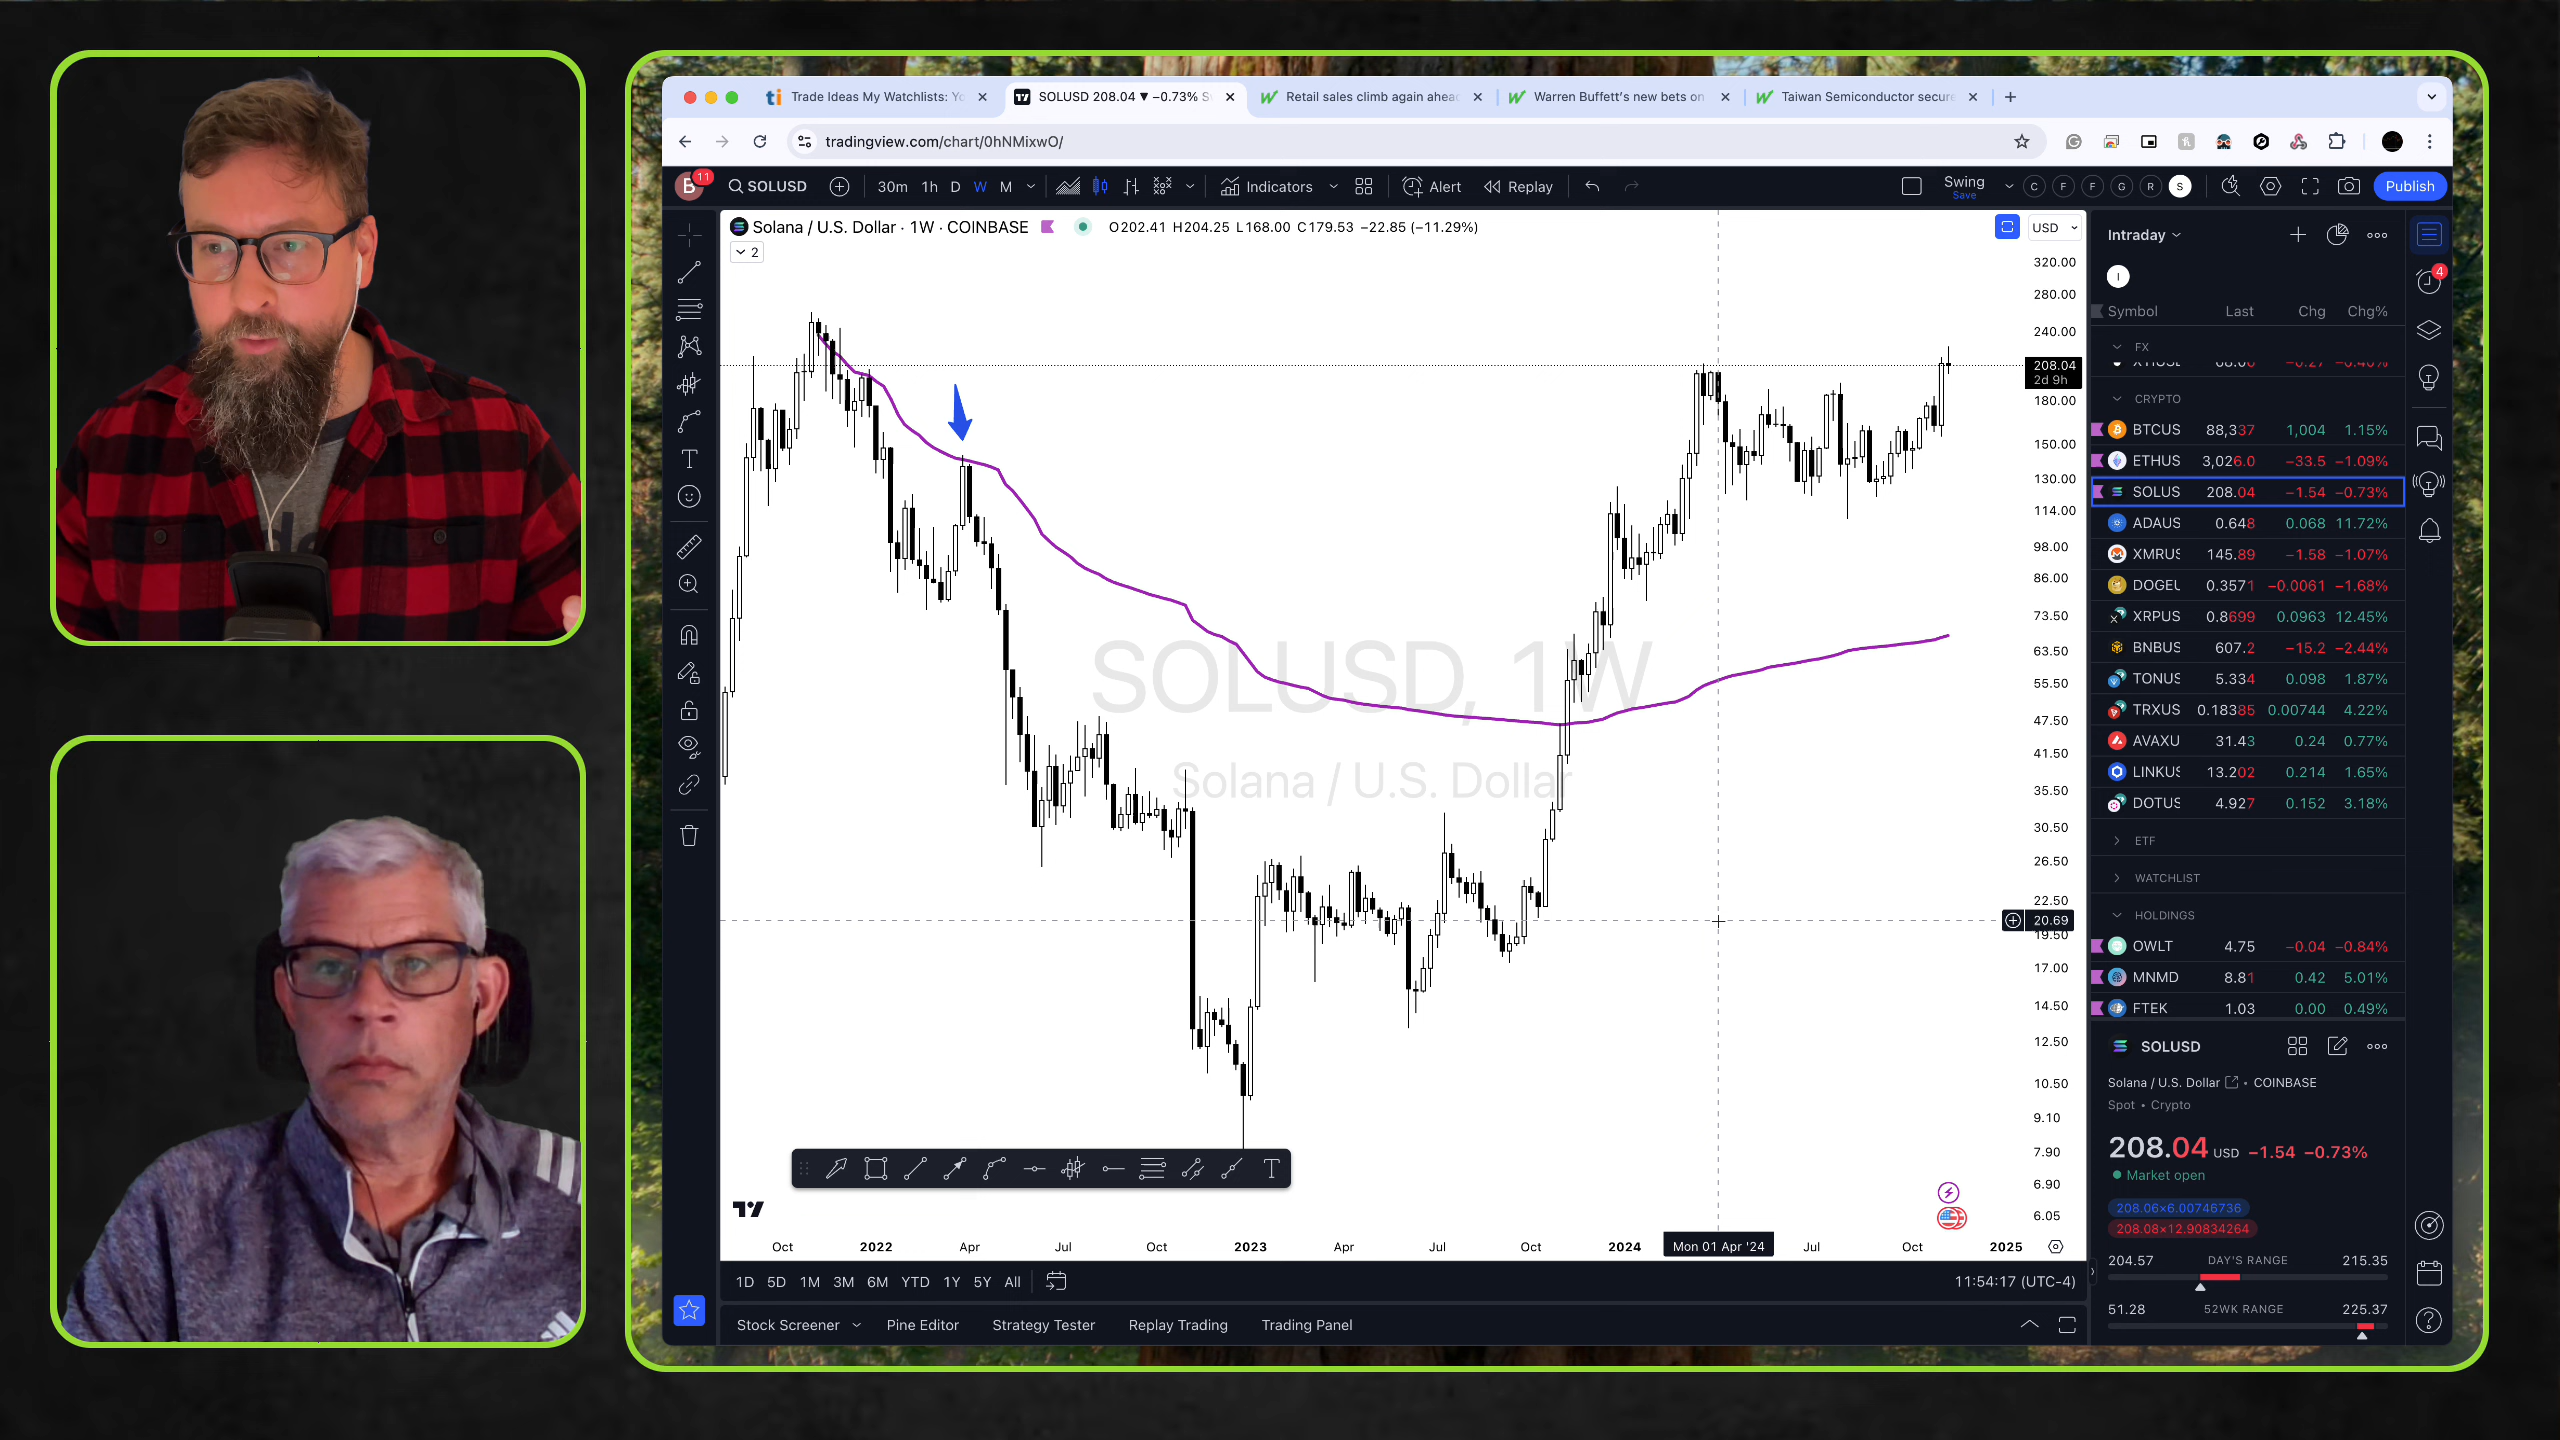 Trade Ideas My Watchlists: Yo
SOLUSD 208.04 ▼ −0.73% S
Retail sales climb again ahea
Warren Buffett's new bets on
Taiwan Semiconductor secure
tradingview.com/chart/0hNMixwO/
B 11 SOLUSD 30m 1h D W M Indicators Alert Replay Swing Save C F F G R S Publish
Solana / U.S. Dollar · 1W · COINBASE O202.41 H204.25 L168.00 C179.53 −22.85 (−11.29%)
USD
2
320.00
280.00
240.00
208.04
2d 9h
180.00
150.00
130.00
114.00
98.00
86.00
73.50
63.50
55.50
47.50
41.50
35.50
30.50
26.50
22.50
20.69
19.50
17.00
14.50
12.50
10.50
9.10
7.90
6.90
6.05
SOLUSD, 1W
Solana / U.S. Dollar
Oct 2022 Apr Jul Oct 2023 Apr Jul Oct 2024 Mon 01 Apr '24 Jul Oct 2025
1D 5D 1M 3M 6M YTD 1Y 5Y All
11:54:17 (UTC-4)
Stock Screener Pine Editor Strategy Tester Replay Trading Trading Panel
Intraday
I
Symbol Last Chg Chg%
FX
CRYPTO
BTCUS 88,337 1,004 1.15%
ETHUS 3,026.0 −33.5 −1.09%
SOLUS 208.04 −1.54 −0.73%
ADAUS 0.648 0.068 11.72%
XMRUS 145.89 −1.58 −1.07%
DOGEU 0.3571 −0.0061 −1.68%
XRPUS 0.8699 0.0963 12.45%
BNBUS 607.2 −15.2 −2.44%
TONUS 5.334 0.098 1.87%
TRXUS 0.18385 0.00744 4.22%
AVAXU 31.43 0.24 0.77%
LINKUS 13.202 0.214 1.65%
DOTUS 4.927 0.152 3.18%
ETF
WATCHLIST
HOLDINGS
OWLT 4.75 −0.04 −0.84%
MNMD 8.81 0.42 5.01%
FTEK 1.03 0.00 0.49%
SOLUSD
Solana / U.S. Dollar · COINBASE
Spot • Crypto
208.04 USD −1.54 −0.73%
Market open
208.06×6.00746736
208.08×12.90834264
204.57 DAY'S RANGE 215.35
51.28 52WK RANGE 225.37
4